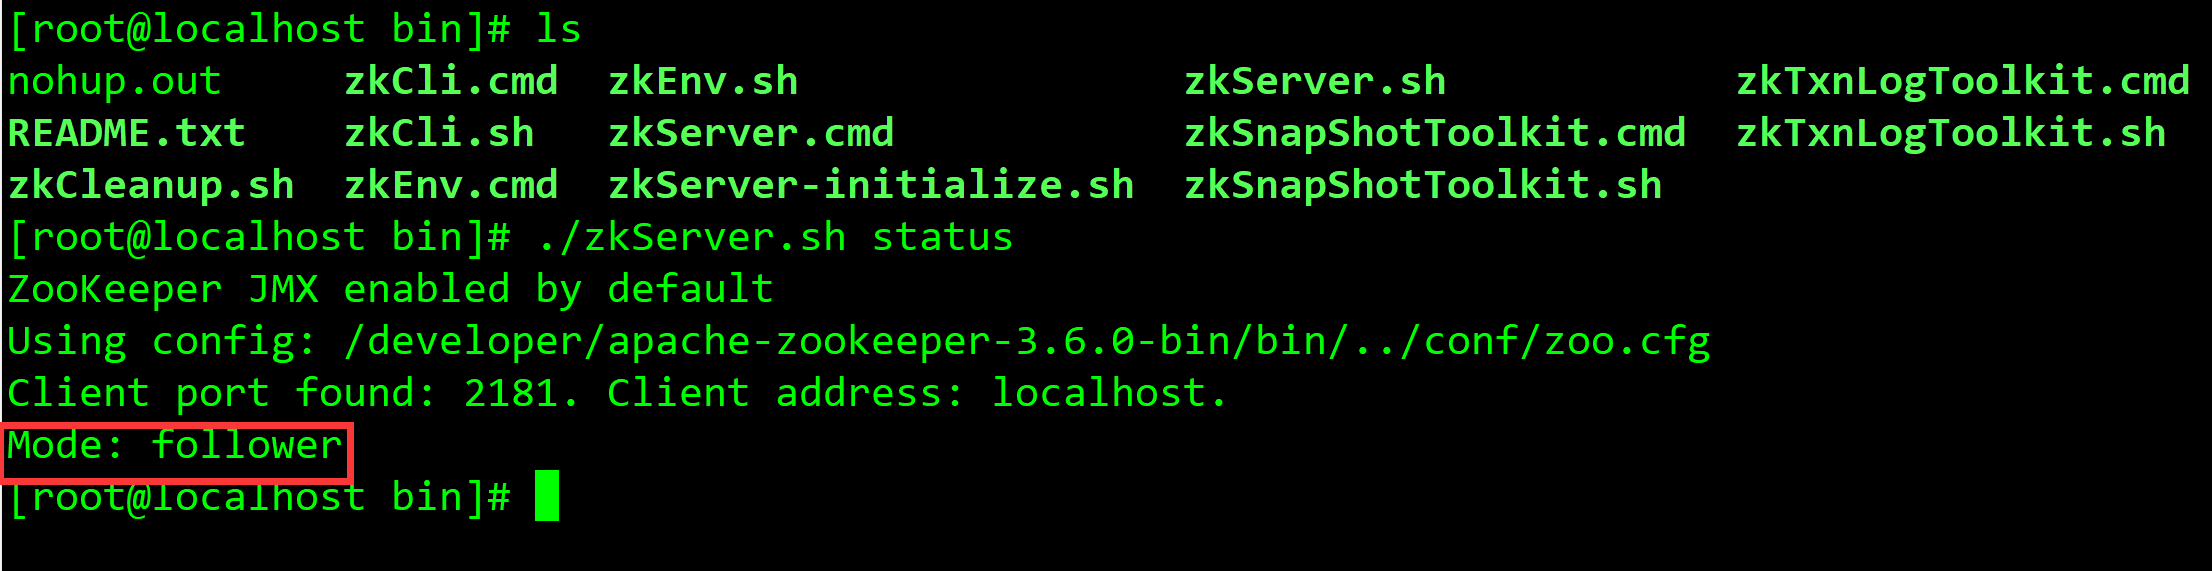 [root@localhost bin]# ls
nohup.out     zkCli.cmd  zkEnv.sh                zkServer.sh           zkTxnLogToolkit.cmd
README.txt    zkCli.sh   zkServer.cmd            zkSnapShotToolkit.cmd  zkTxnLogToolkit.sh
zkCleanup.sh  zkEnv.cmd  zkServer-initialize.sh  zkSnapShotToolkit.sh
[root@localhost bin]# ./zkServer.sh status
ZooKeeper JMX enabled by default
Using config: /developer/apache-zookeeper-3.6.0-bin/bin/../conf/zoo.cfg
Client port found: 2181. Client address: localhost.
Mode: follower
[root@localhost bin]#